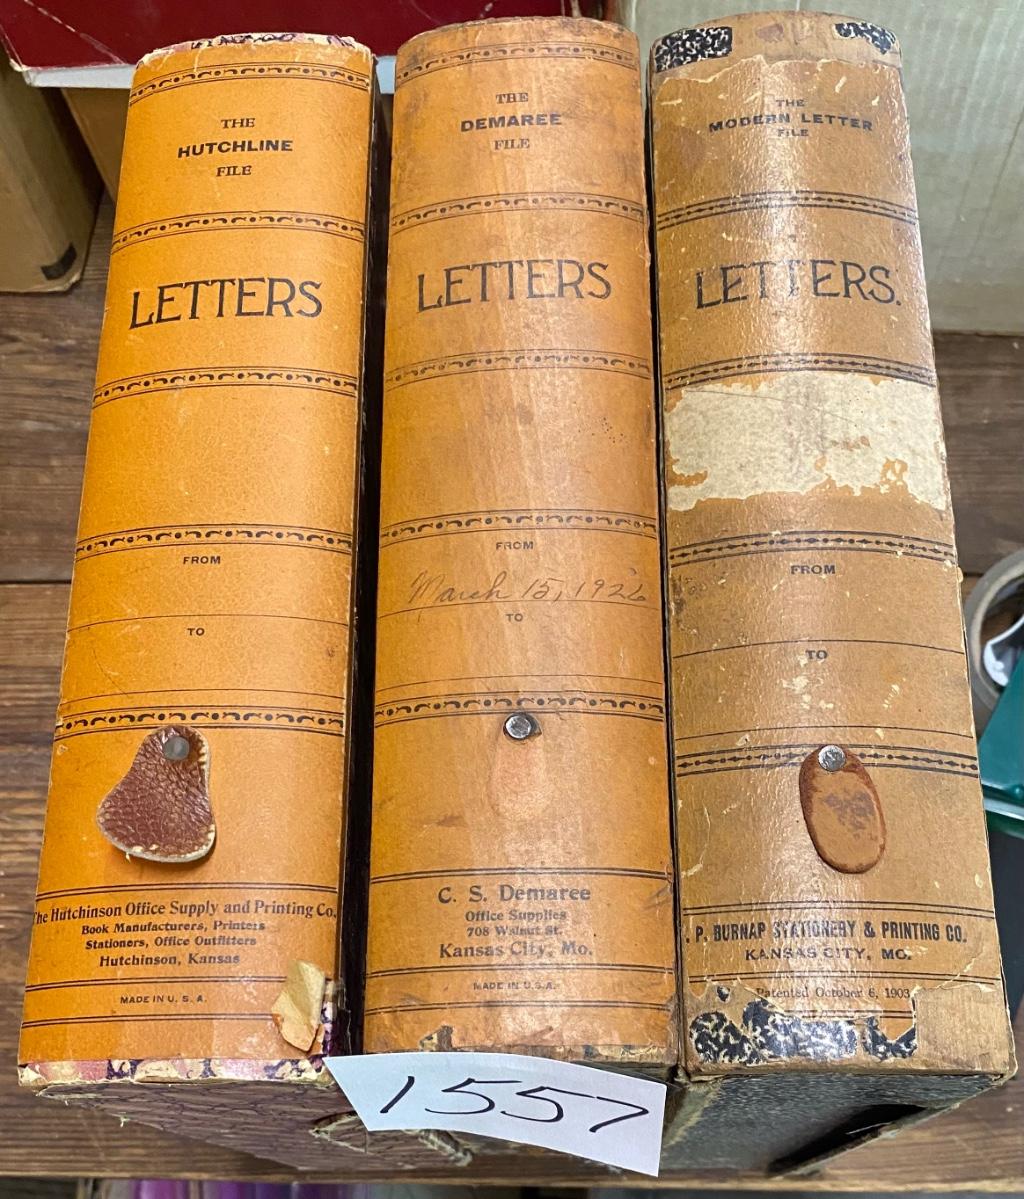 THE
HUTCHLINE
FILE
LETTERS
FROM
TO
The Hutchinson Office Supply and Printing Co.
Book Manufacturers, Printers
Stationers, Office Outfitters
Hutchinson, Kansas
MADE IN U. S. A.
THE
DEMAREE
FILE
LETTERS
FROM
March 15, 1926
TO
C. S. Demaree
Office Supplies
708 Walnut St.
Kansas City, Mo.
MADE IN U.S.A.
THE
MODERN LETTER
FILE
LETTERS.
FROM
TO
. P. BURNAP STATIONERY & PRINTING CO.
KANSAS CITY, MO.
Patented October 6, 1903
1557